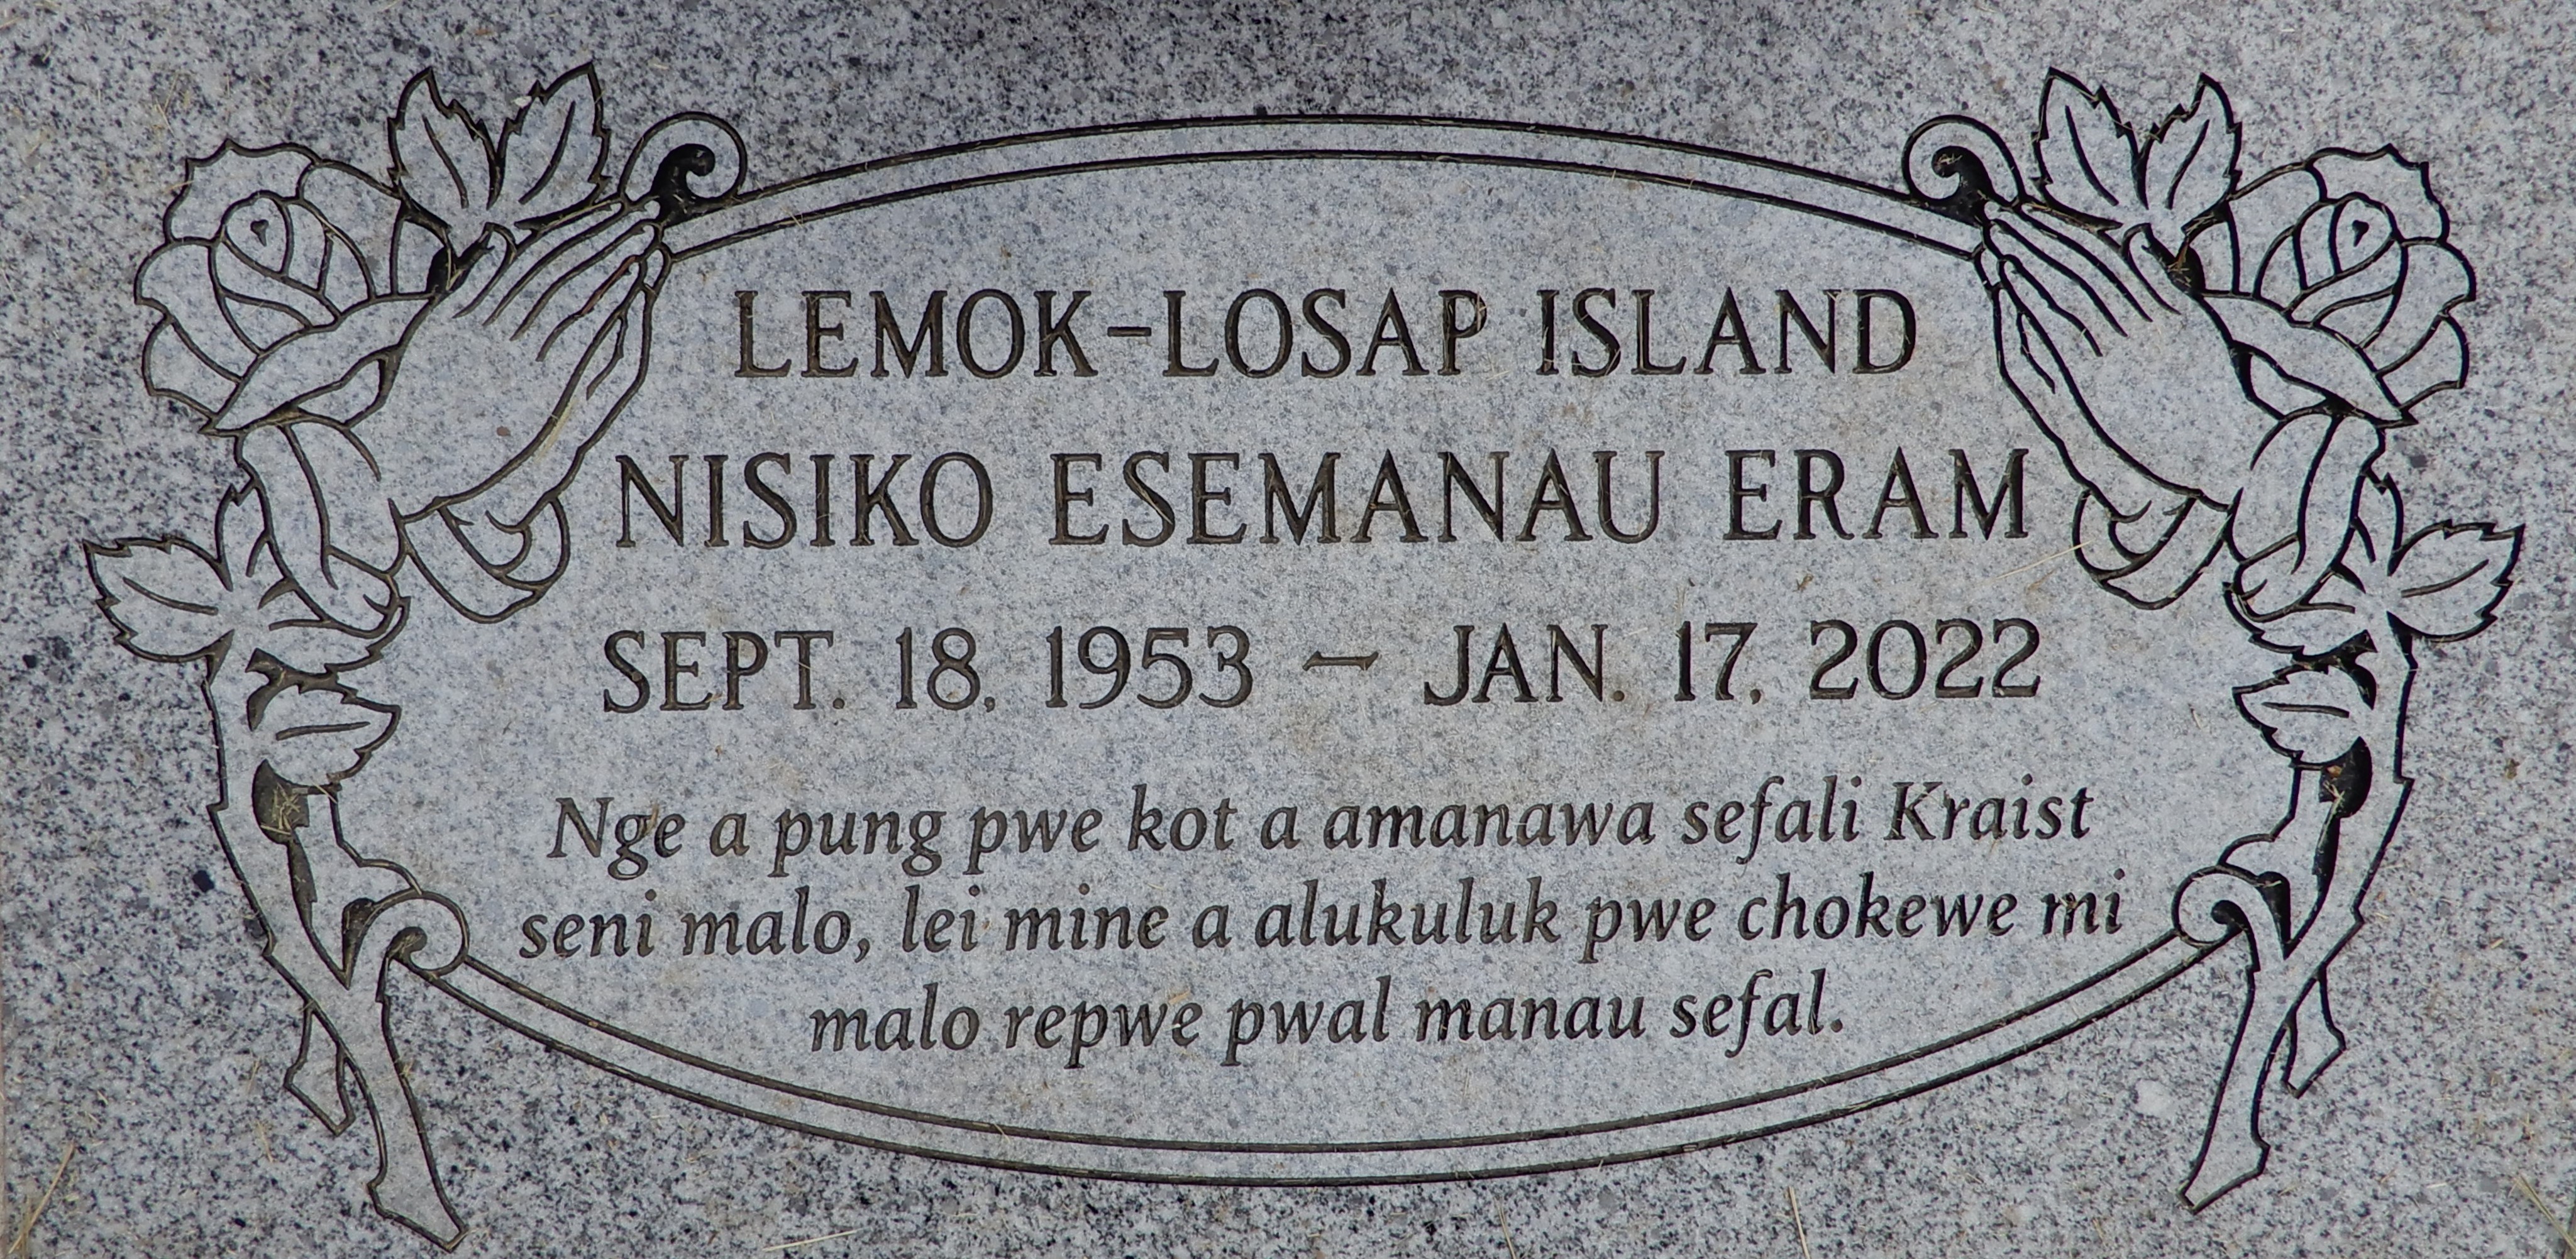 LEMOK-LOSAP ISLAND
NISIKO ESEMANAU ERAM
SEPT. 18, 1953 - JAN. 17, 2022
Nge a pung pwe kot a amanawa sefali Kraist
seni malo, lei mine a alukuluk pwe chokewe mi
malo repwe pwal manau sefal.